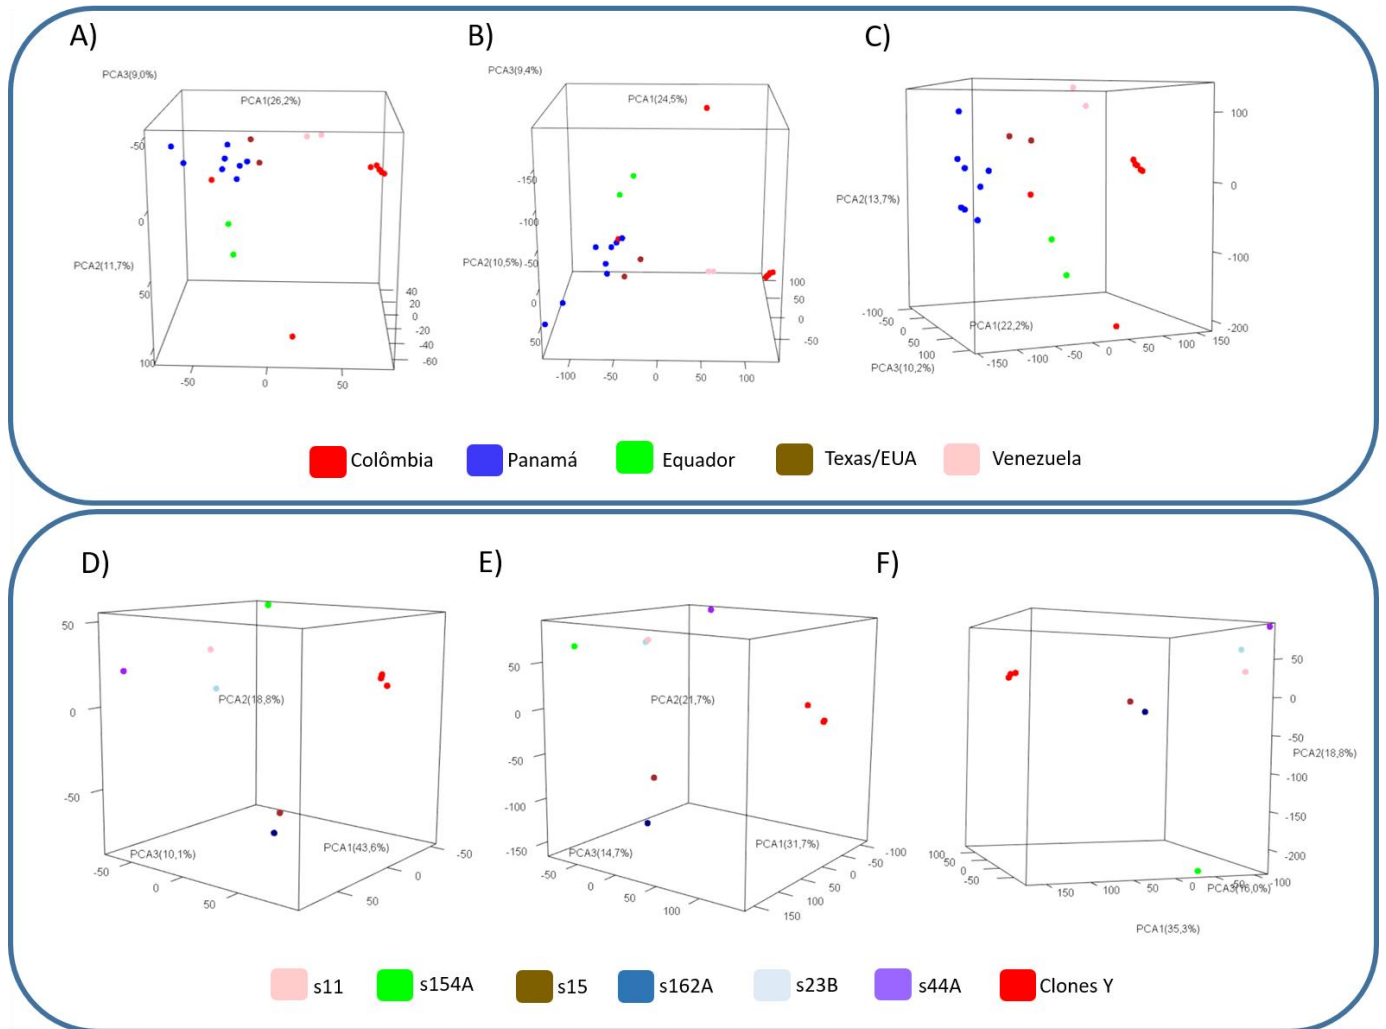 A) B) C)
PCA3(9,0%) PCA1(26,2%) PCA2(11,7%)
-50 0 50 100
40 20 0 -20 -40 -60
-50 0 50
PCA3(9,4%) PCA1(24,5%) PCA2(10,5%)
-150 -100 -50 0 50
100 50 0 -50
-100 -50 0 50 100
PCA2(13,7%) PCA1(22,2%) PCA3(10,2%)
100 0 -100 -200
-100 -50 0 50 100
-150 -100 -50 0 50 100 150
Colômbia Panamá Equador Texas/EUA Venezuela
D) E) F)
PCA2(18,8%) PCA3(10,1%) PCA1(43,6%)
50 0 -50
-50 0 50
50 0 -50
PCA2(21,7%) PCA3(14,7%) PCA1(31,7%)
50 0 -50 -100 -150
-50 0 50 100
150 100 50 0 -50 -100
PCA2(18,8%) PCA3(16,0%) PCA1(35,3%)
50 0 -50 -100 -150 -200
100 50 0 -50
150 100 50 0 -50 -100
s11 s154A s15 s162A s23B s44A Clones Y